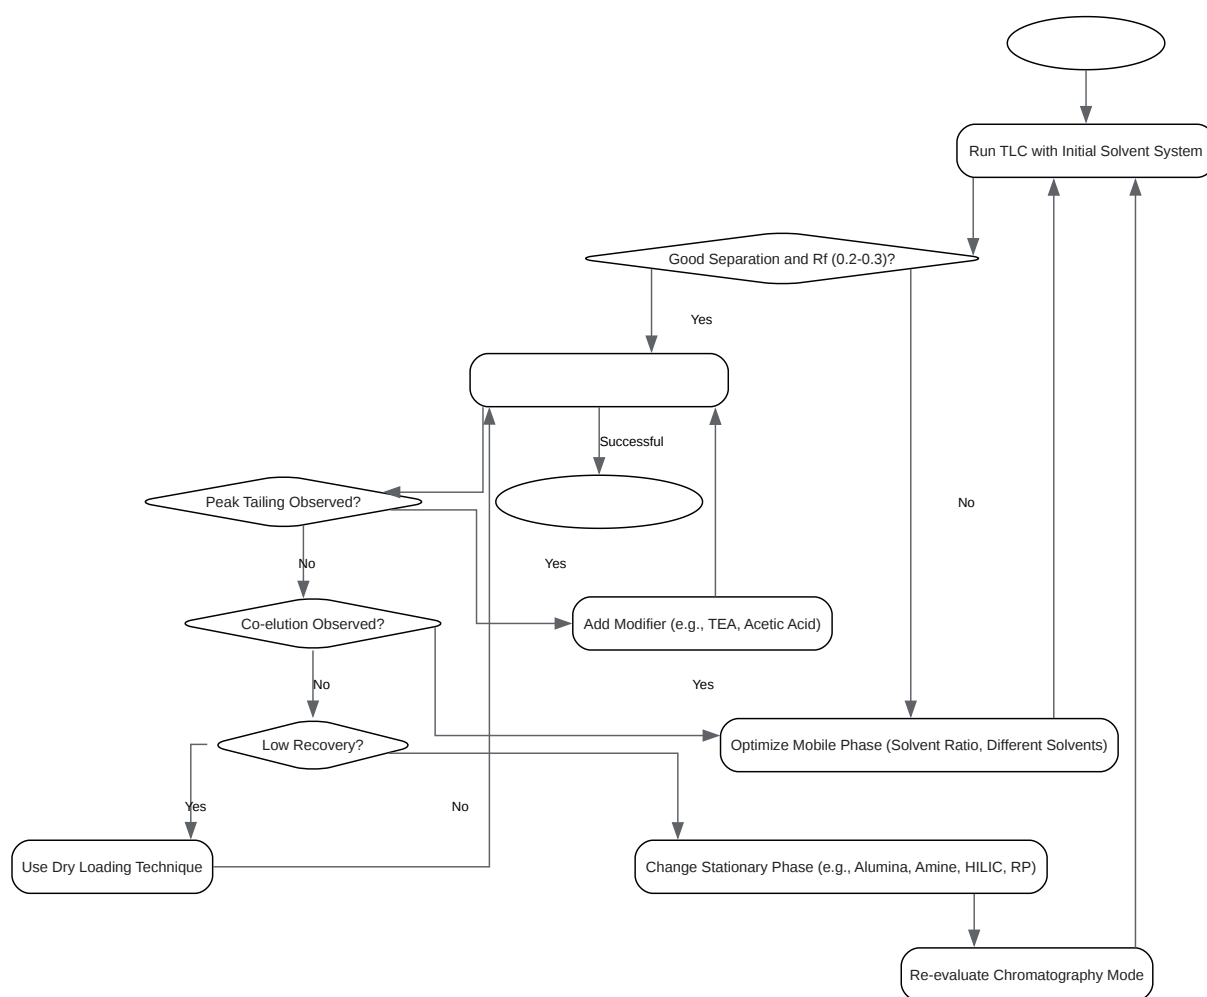 Run TLC with Initial Solvent System
Good Separation and Rf (0.2-0.3)?
Yes
Successful
Peak Tailing Observed?
No
No
Yes
Co-elution Observed?
Add Modifier (e.g., TEA, Acetic Acid)
No
Yes
Low Recovery?
Optimize Mobile Phase (Solvent Ratio, Different Solvents)
Yes
No
Use Dry Loading Technique
Change Stationary Phase (e.g., Alumina, Amine, HILIC, RP)
Re-evaluate Chromatography Mode